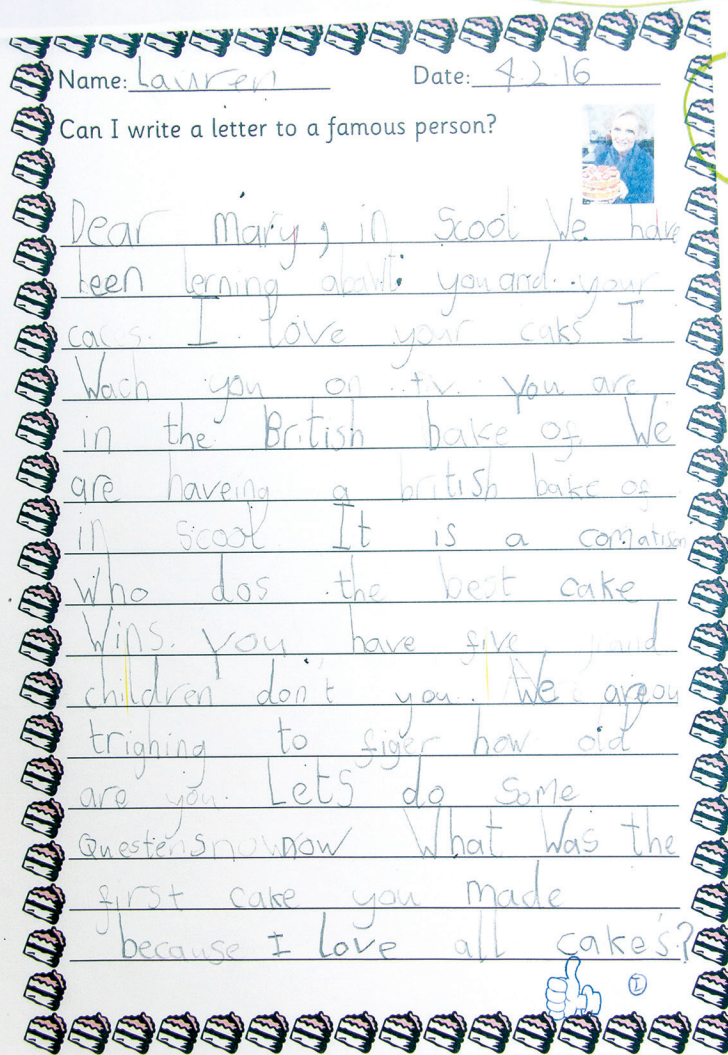 Name: Lauren Date: 4.2.16
Can I write a letter to a famous person?
Dear mary, in scool We have
been lerning abawt you and your
cacus. I love your caks I
Wach you on tv. You are
in the British bake of We
are haveing a british bake of
in scool It is a comatison
who dos the best cake
Wins. you have five grand
children don't you. We are
trighing to figer how old
are you. Lets do some
Questens now What Was the
first cake you made
because I love all cake's?
I